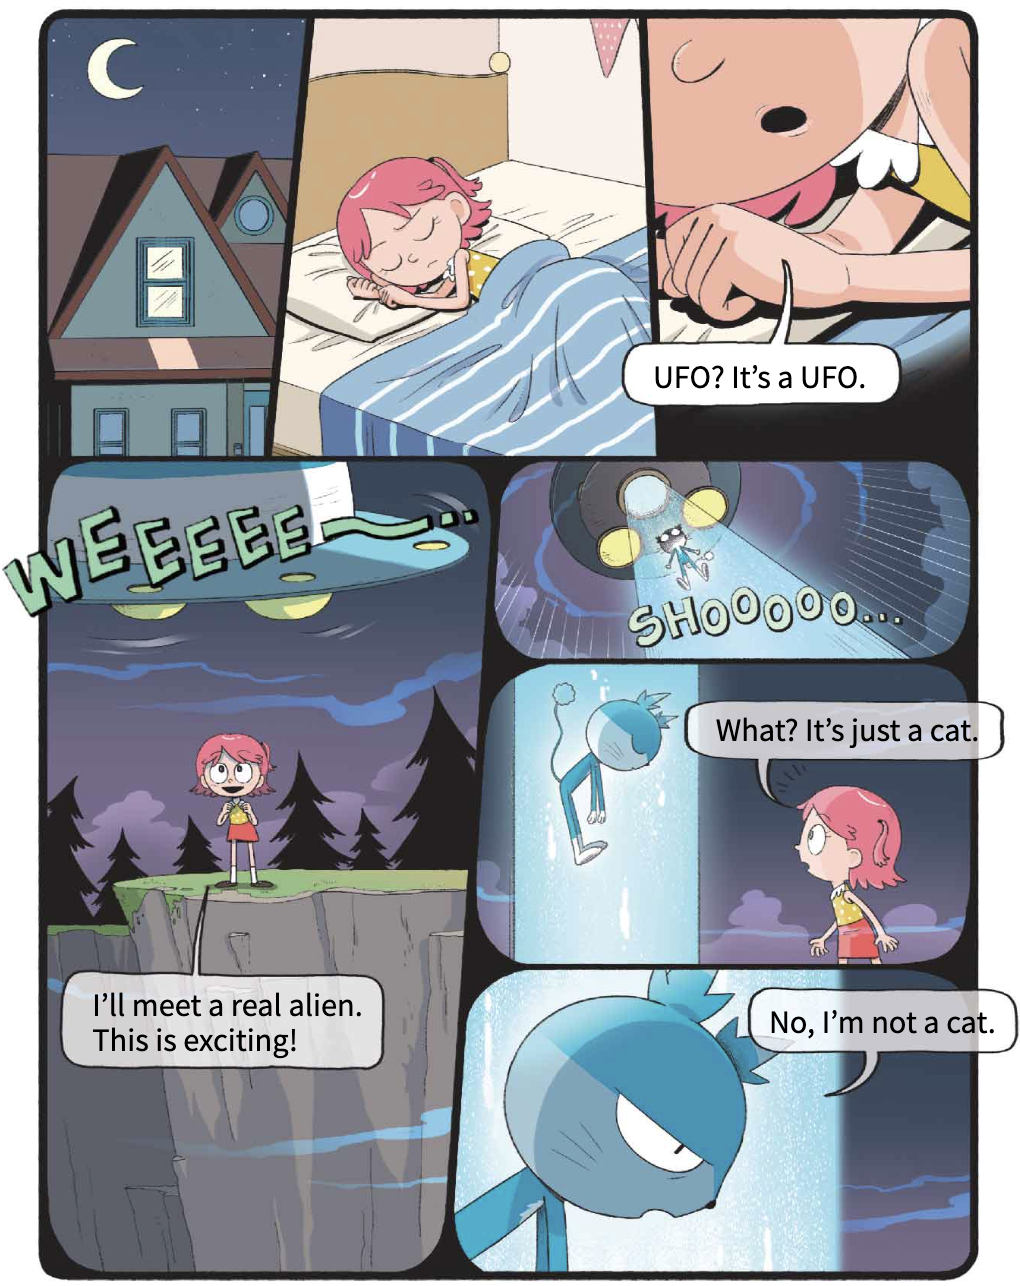 UFO? It’s a UFO.
WEEEEE~...
SHOOOOO...
I’ll meet a real alien.
This is exciting!
What? It’s just a cat.
No, I’m not a cat.